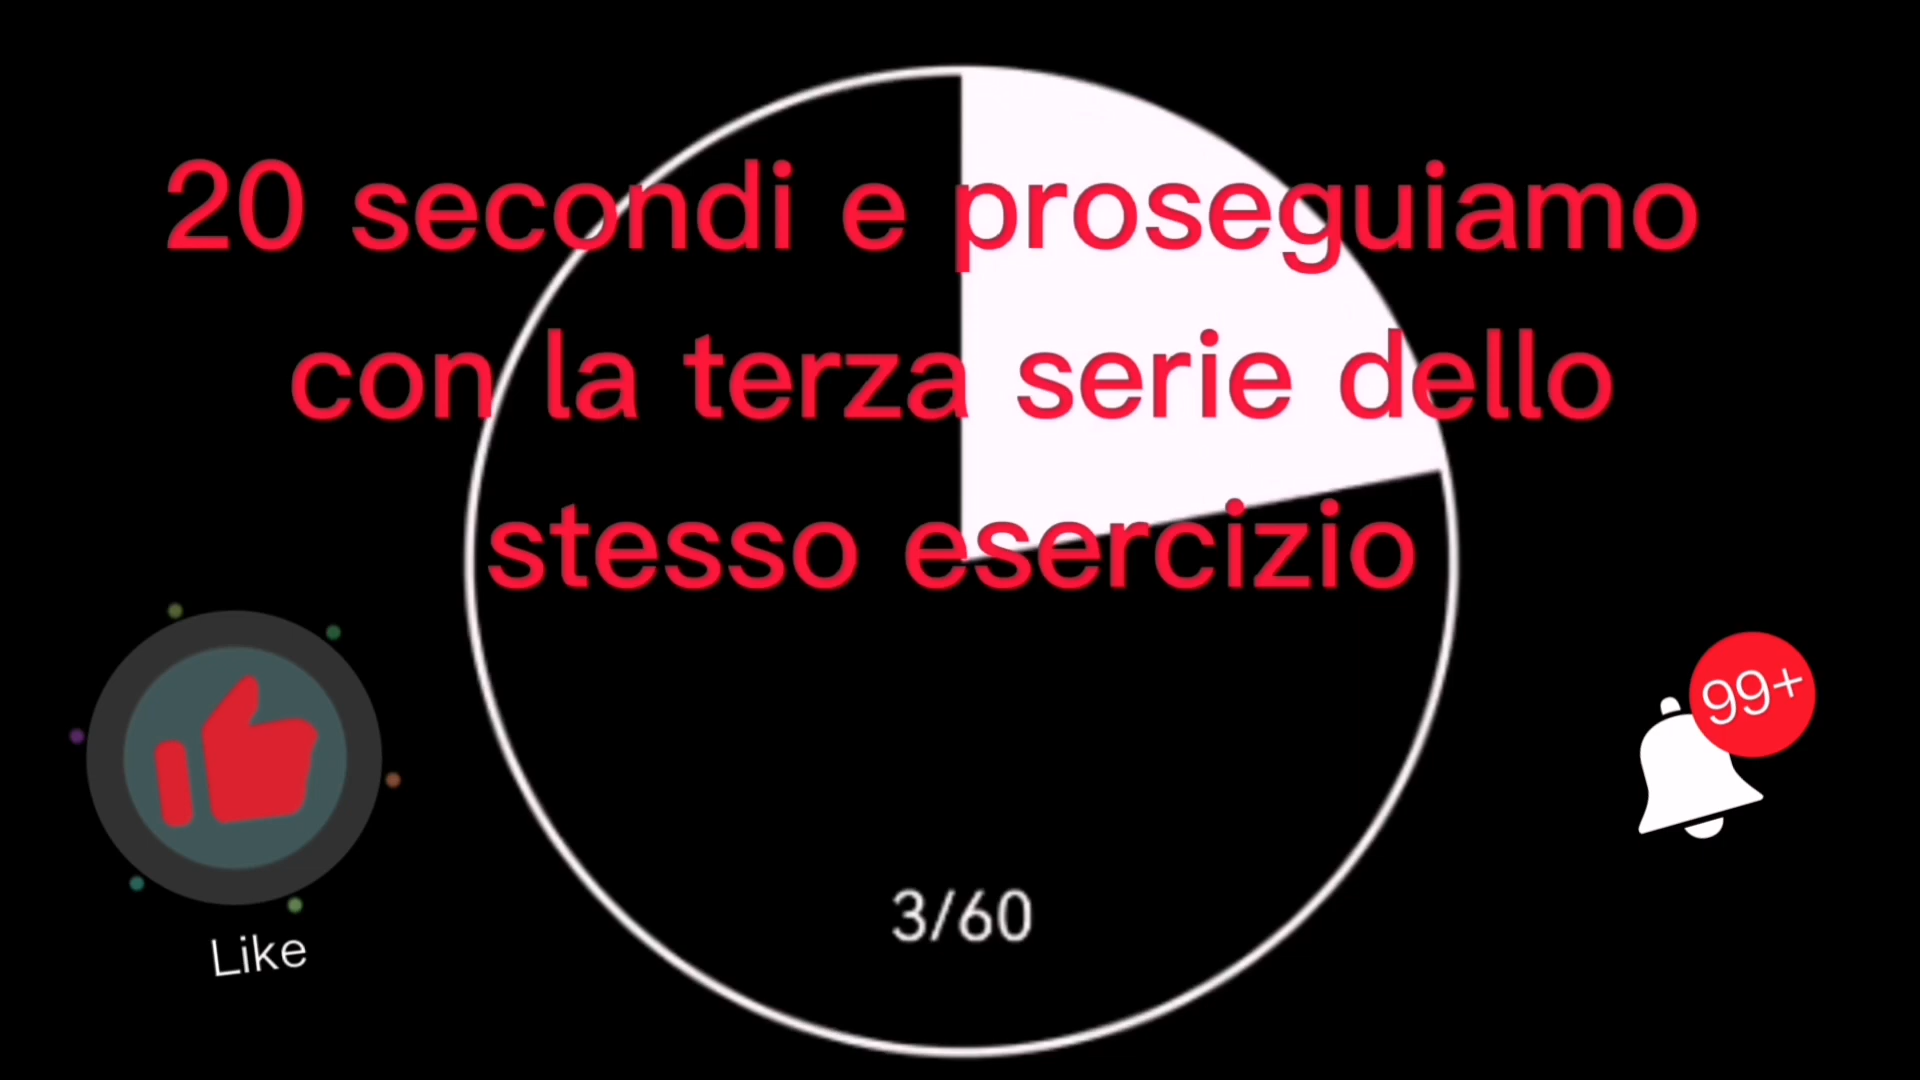 20 secondi e proseguiamo
con la terza serie dello
stesso esercizio
99+
3/60
Like